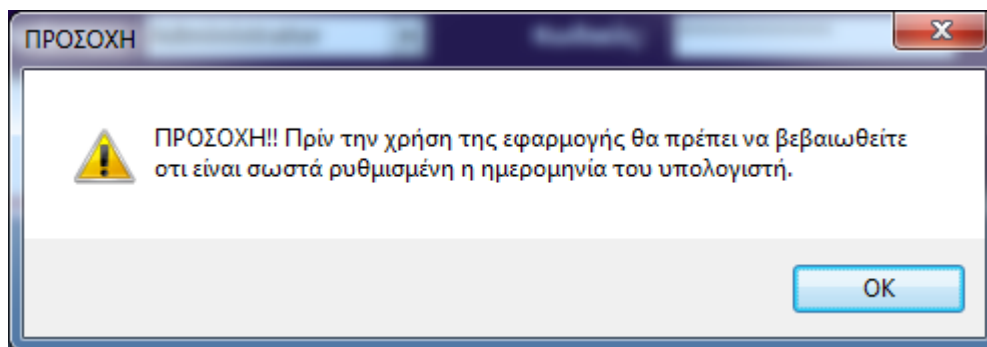 ΠΡΟΣΟΧΗ
ΠΡΟΣΟΧΗ!! Πρίν την χρήση της εφαρμογής θα πρέπει να βεβαιωθείτε
οτι είναι σωστά ρυθμισμένη η ημερομηνία του υπολογιστή.
OK